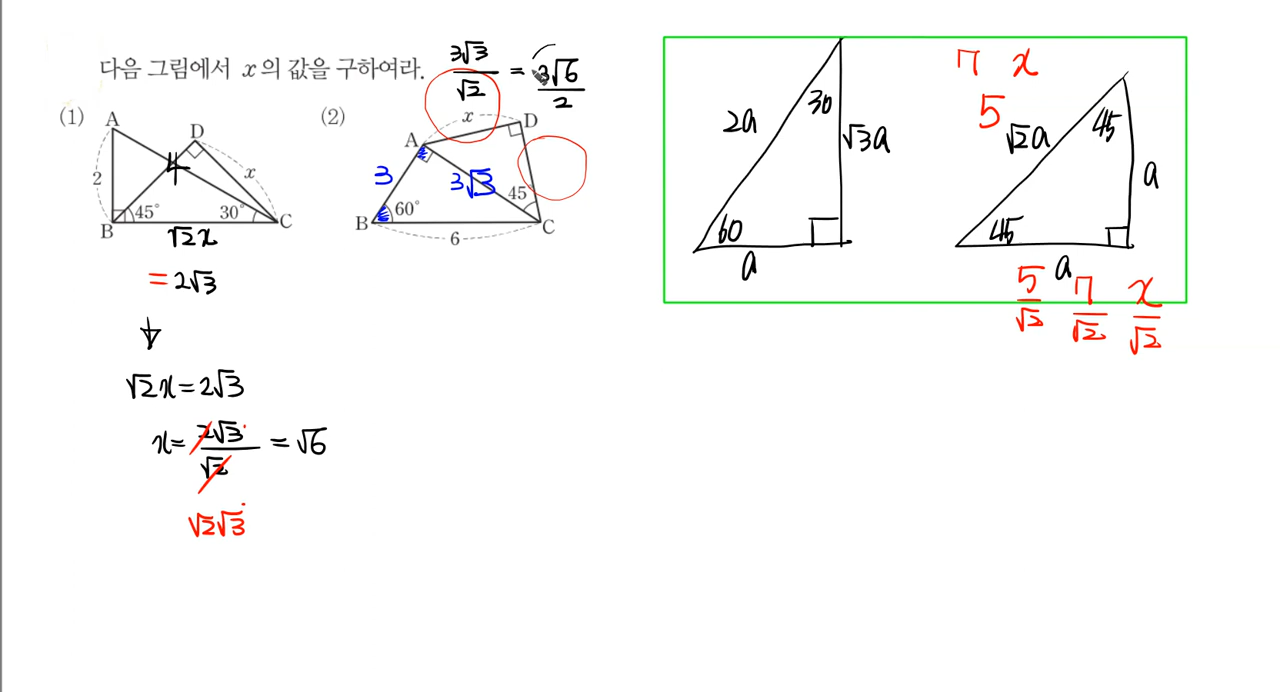 다음 그림에서 x의 값을 구하여라.
3√3/√2 = 3√6/2
(1)
A
D
2
4
x
B
45°
30°
C
√2x
= 2√3
√2x = 2√3
x = 2√3/√2 = √6
√2√3
(2)
x
A
D
3
3√3
45
60°
B
C
6
2a
30
√3a
60
a
7 x
5
√2a
45
a
45
a
5/√2 7/√2 x/√2